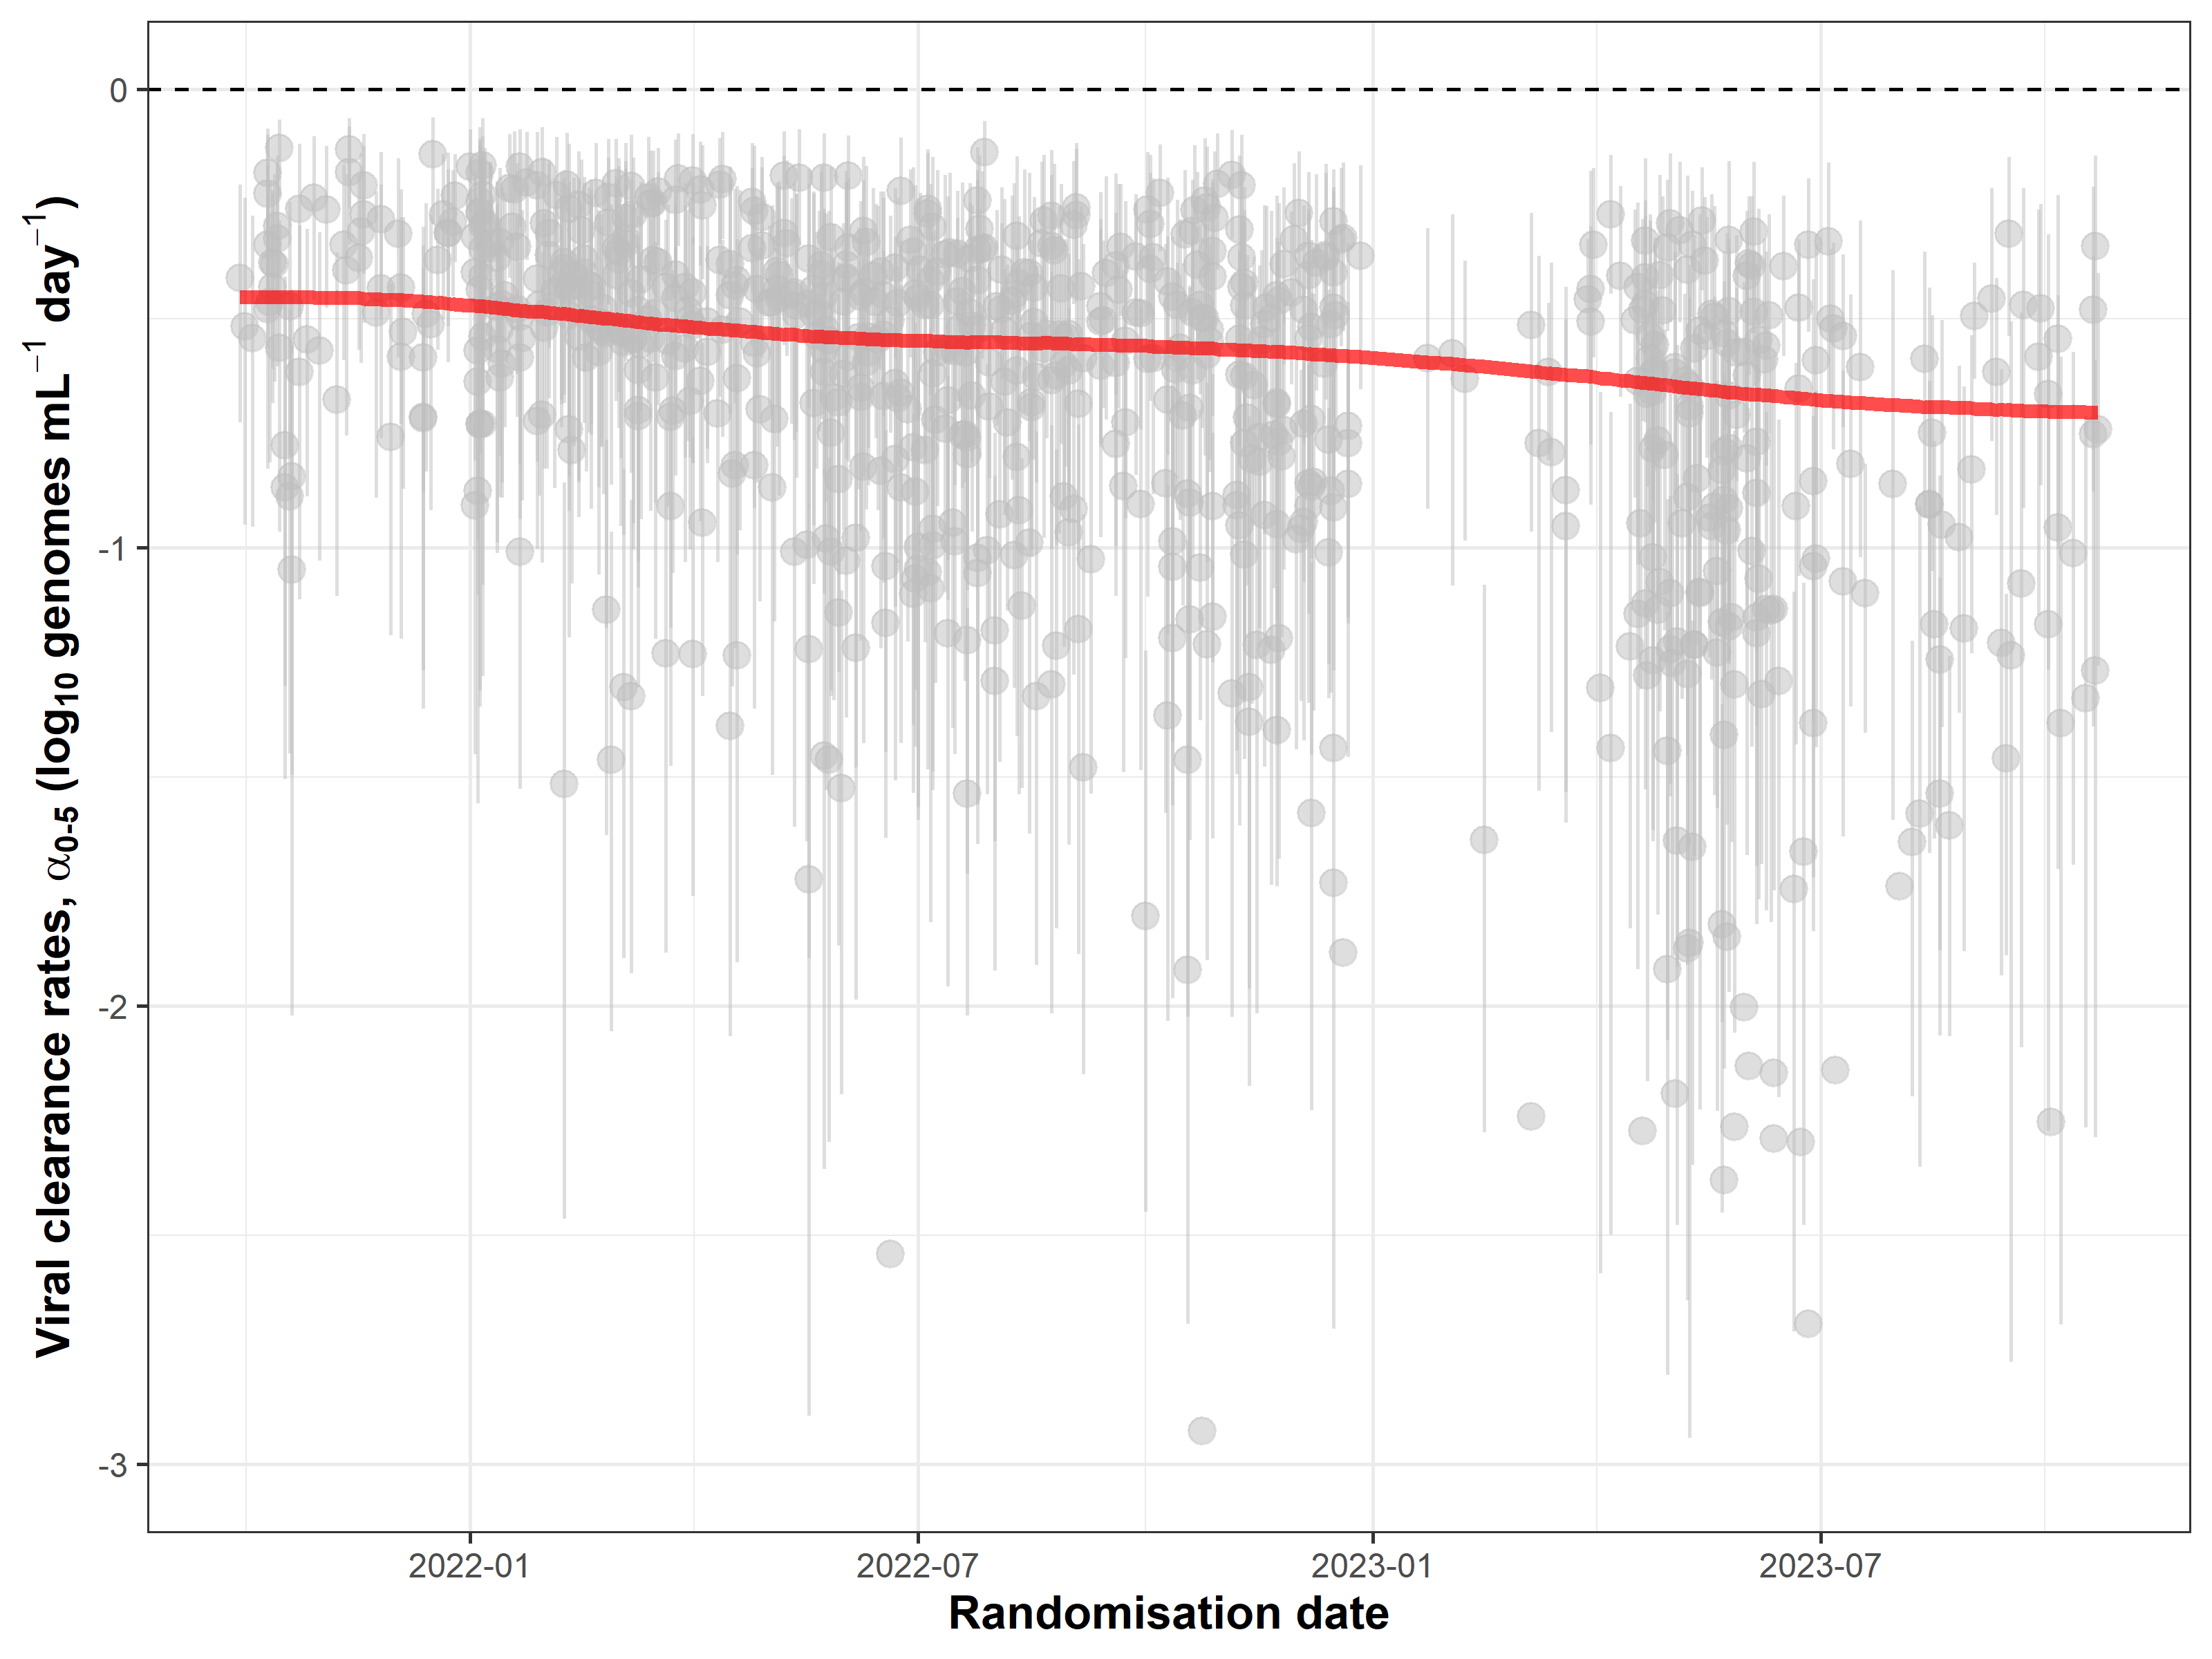 Viral clearance rates, α₀₋₅ (log₁₀ genomes mL⁻¹ day⁻¹)
0
-1
-2
-3
2022-01 2022-07 2023-01 2023-07
Randomisation date